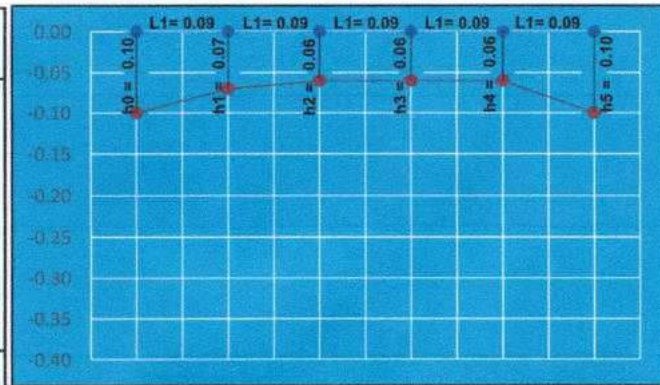 L1= 0.09 L1= 0.09 L1= 0.09 L1= 0.09 L1= 0.09
0.00
-0.05
-0.10
-0.15
-0.20
-0.25
-0.30
-0.35
-0.40
h0 = 0.10
h1 = 0.07
h2 = 0.06
h3 = 0.06
h4 = 0.06
h5 = 0.10